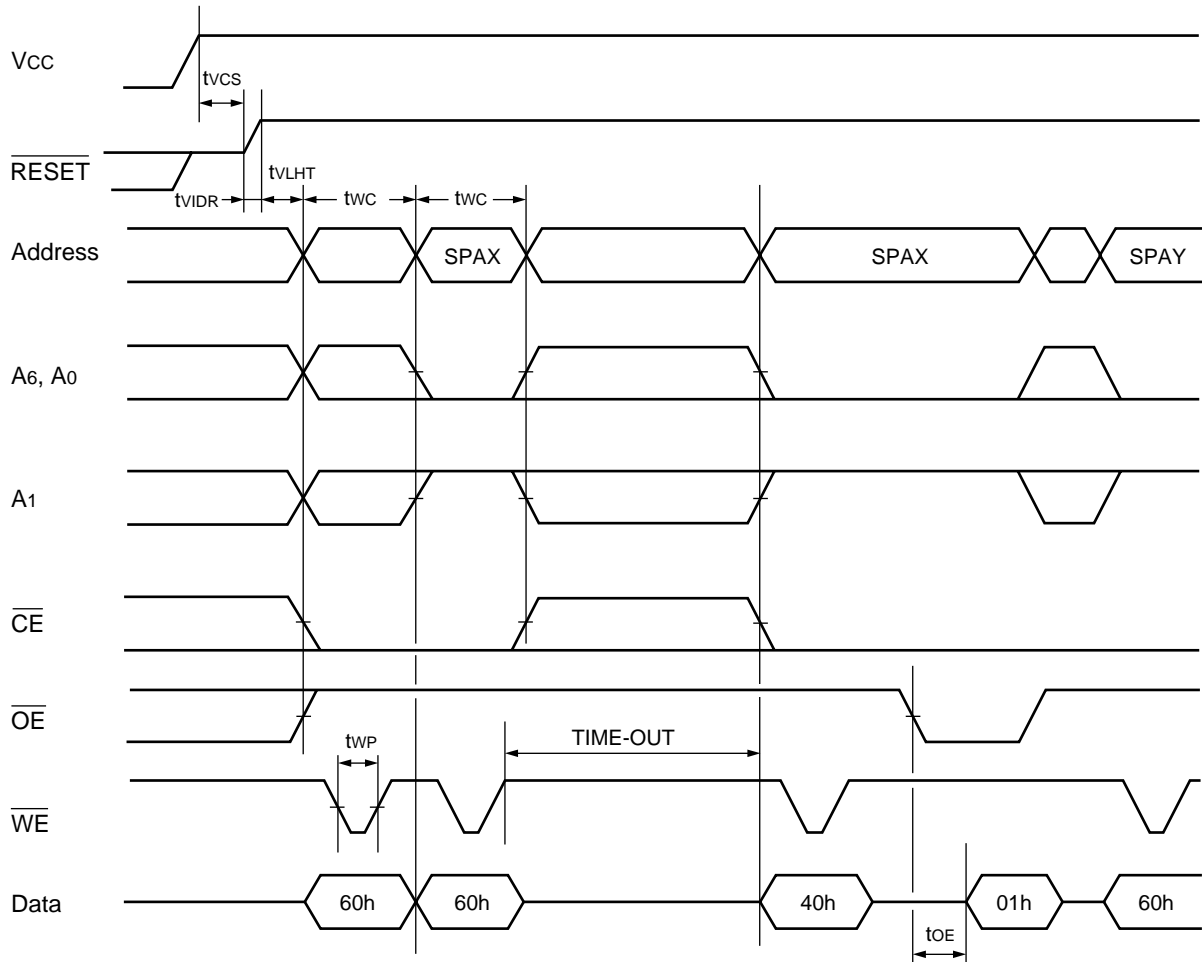 VCC
tVCS
RESET
tVIDR
tVLHT
tWC
tWC
Address
SPAX
SPAX
SPAY
A6, A0
A1
CE
OE
tWP
TIME-OUT
WE
Data
60h
60h
40h
01h
60h
tOE